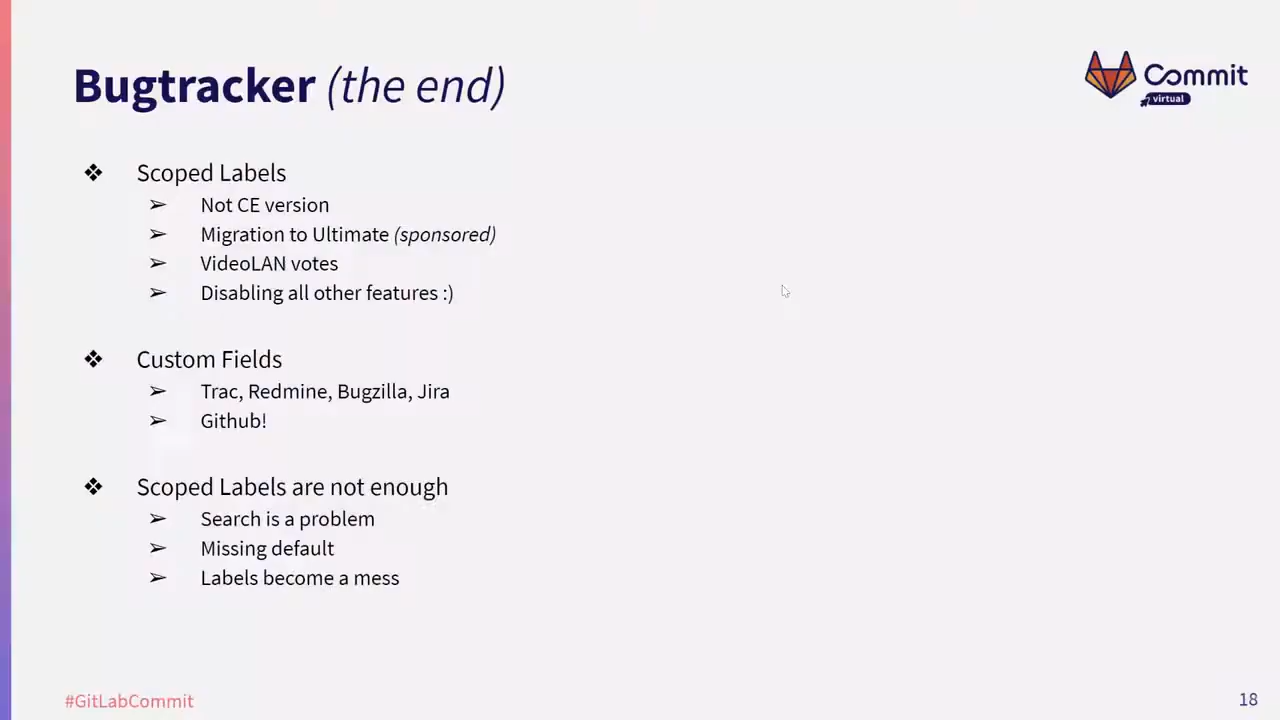 Bugtracker (the end)
Commit
virtual
❖ Scoped Labels
➢ Not CE version
➢ Migration to Ultimate (sponsored)
➢ VideoLAN votes
➢ Disabling all other features :)
❖ Custom Fields
➢ Trac, Redmine, Bugzilla, Jira
➢ Github!
❖ Scoped Labels are not enough
➢ Search is a problem
➢ Missing default
➢ Labels become a mess
#GitLabCommit
18